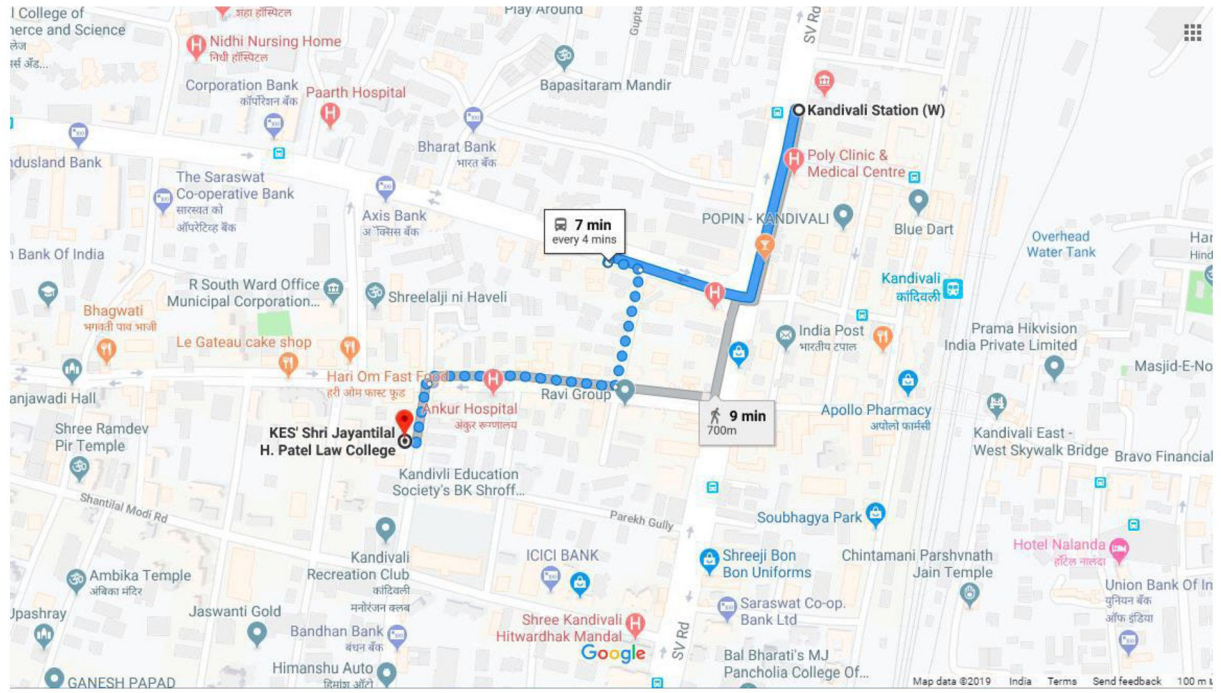 l College of
merce and Science
लेज
र्स अँड...
शहा हॉस्पिटल
Play Around
Gupta
SV Rd
Nidhi Nursing Home
निधी हॉस्पिटल
Bapasitaram Mandir
Corporation Bank
कॉर्पोरेशन बँक
Paarth Hospital
Kandivali Station (W)
ndusland Bank
Bharat Bank
भारत बँक
Poly Clinic &
Medical Centre
The Saraswat
Co-operative Bank
सारस्वत को
ऑपरेटिव्ह बँक
Axis Bank
अ‍ॅक्सिस बँक
7 min
every 4 mins
POPIN - KANDIVALI
Blue Dart
Overhead
Water Tank
Har
Hind
n Bank Of India
R South Ward Office
Municipal Corporation...
Shreelalji ni Haveli
Kandivali
कांदिवली
Bhagwati
भगवती पाव भाजी
Le Gateau cake shop
India Post
भारतीय टपाल
Prama Hikvision
India Private Limited
Masjid-E-No
Hari Om Fast Food
हरी ओम फास्ट फूड
Ravi Group
anjawadi Hall
Ankur Hospital
अंकुर रूग्णालय
9 min
700m
Apollo Pharmacy
अपोलो फार्मसी
Shree Ramdev
Pir Temple
KES' Shri Jayantilal
H. Patel Law College
Kandivali East -
West Skywalk Bridge
Bravo Financial
Kandivli Education
Society's BK Shroff...
Shantilal Modi Rd
Parekh Gully
Soubhagya Park
Kandivali
Recreation Club
कांदिवली
मनोरंजन क्लब
ICICI BANK
Shreeji Bon
Bon Uniforms
Chintamani Parshvnath
Jain Temple
Hotel Nalanda
हॉटेल नालंदा
Ambika Temple
अंबिका मंदिर
Union Bank Of In
युनियन बँक
ऑफ इंडिया
Upashray
Jaswanti Gold
Bandhan Bank
बंधन बँक
Shree Kandivali
Hitwardhak Mandal
Saraswat Co-op.
Bank Ltd
Google
SV Rd
Himanshu Auto
हिमांशू ऑटो
Bal Bharati's MJ
Pancholia College Of...
GANESH PAPAD
Map data ©2019 India Terms Send feedback 100 m